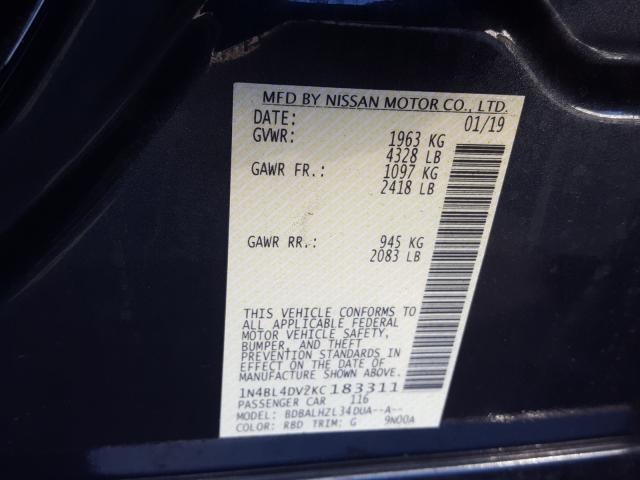 MFD BY NISSAN MOTOR CO., LTD.
DATE: 01/19
GVWR: 1963 KG
4328 LB
GAWR FR.: 1097 KG
2418 LB
GAWR RR.: 945 KG
2083 LB
THIS VEHICLE CONFORMS TO
ALL APPLICABLE FEDERAL
MOTOR VEHICLE SAFETY,
BUMPER, AND THEFT
PREVENTION STANDARDS IN
EFFECT ON THE DATE OF
MANUFACTURE SHOWN ABOVE.
1N4BL4DV2KC183311
PASSENGER CAR 116
MODEL: BDBALHZL34DUA--A--
COLOR: RBD TRIM: G 9N00A